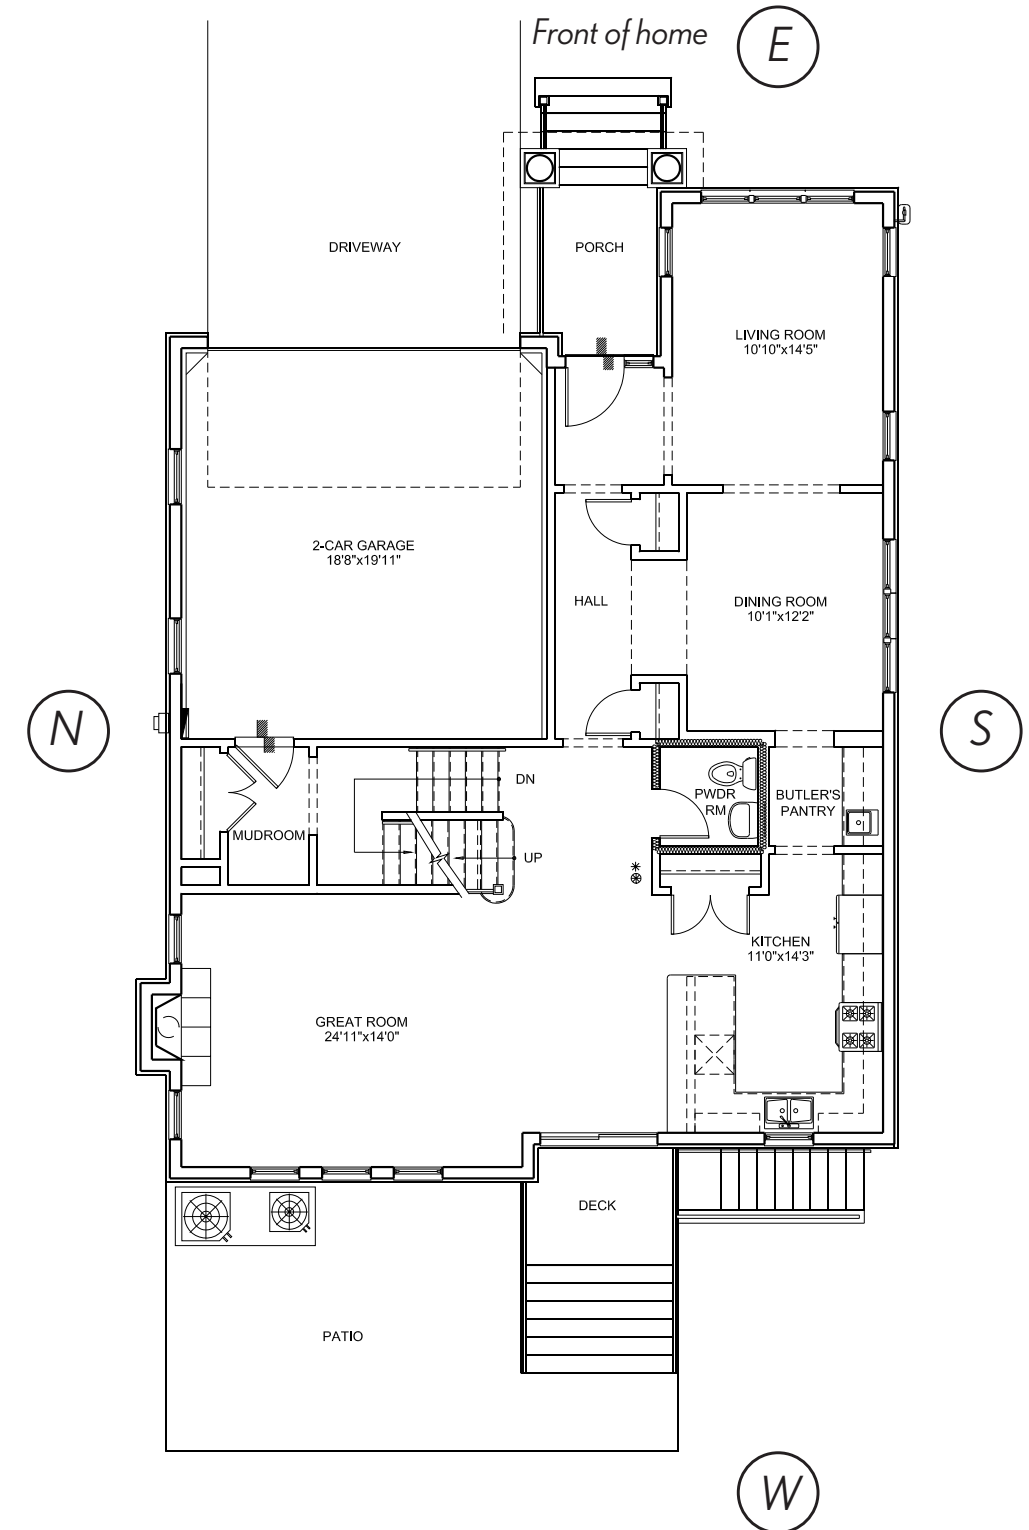 Front of home
E
DRIVEWAY
PORCH
LIVING ROOM
10'10"x14'5"
2-CAR GARAGE
18'8"x19'11"
HALL
DINING ROOM
10'1"x12'2"
N
S
DN
PWDR
RM
BUTLER'S
PANTRY
MUDROOM
UP
KITCHEN
11'0"x14'3"
GREAT ROOM
24'11"x14'0"
DECK
PATIO
W